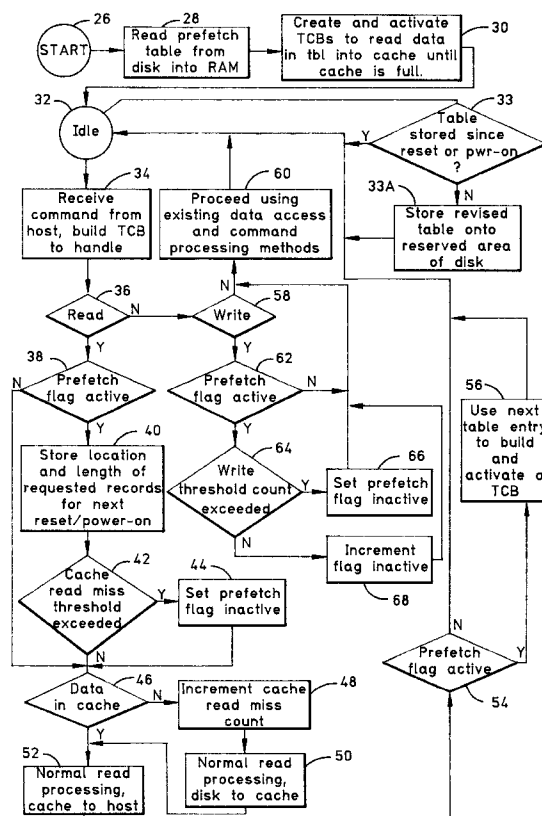 26
START
28
Read prefetch
table from
disk into RAM
30
Create and activate
TCBs to read data
in tbl into cache until
cache is full.
32
Idle
33
Table
stored since
reset or pwr-on
?
Y
N
33A
Store revised
table onto
reserved area
of disk
34
Receive
command from
host, build TCB
to handle
60
Proceed using
existing data access
and command
processing methods
36
Read
N
Y
58
Write
N
Y
38
Prefetch
flag active
N
Y
62
Prefetch
flag active
N
Y
56
Use next
table entry
to build
and
activate a
TCB
40
Store location
and length of
requested records
for next
reset/power-on
64
Write
threshold count
exceeded
Y
N
66
Set prefetch
flag inactive
Increment
flag inactive
68
42
Cache
read miss
threshold
exceeded
Y
N
44
Set prefetch
flag inactive
N
Prefetch
flag active
Y
54
46
Data
in cache
N
Y
Increment cache
read miss
count
48
52
Normal read
processing,
cache to host
Normal read
processing,
disk to cache
50